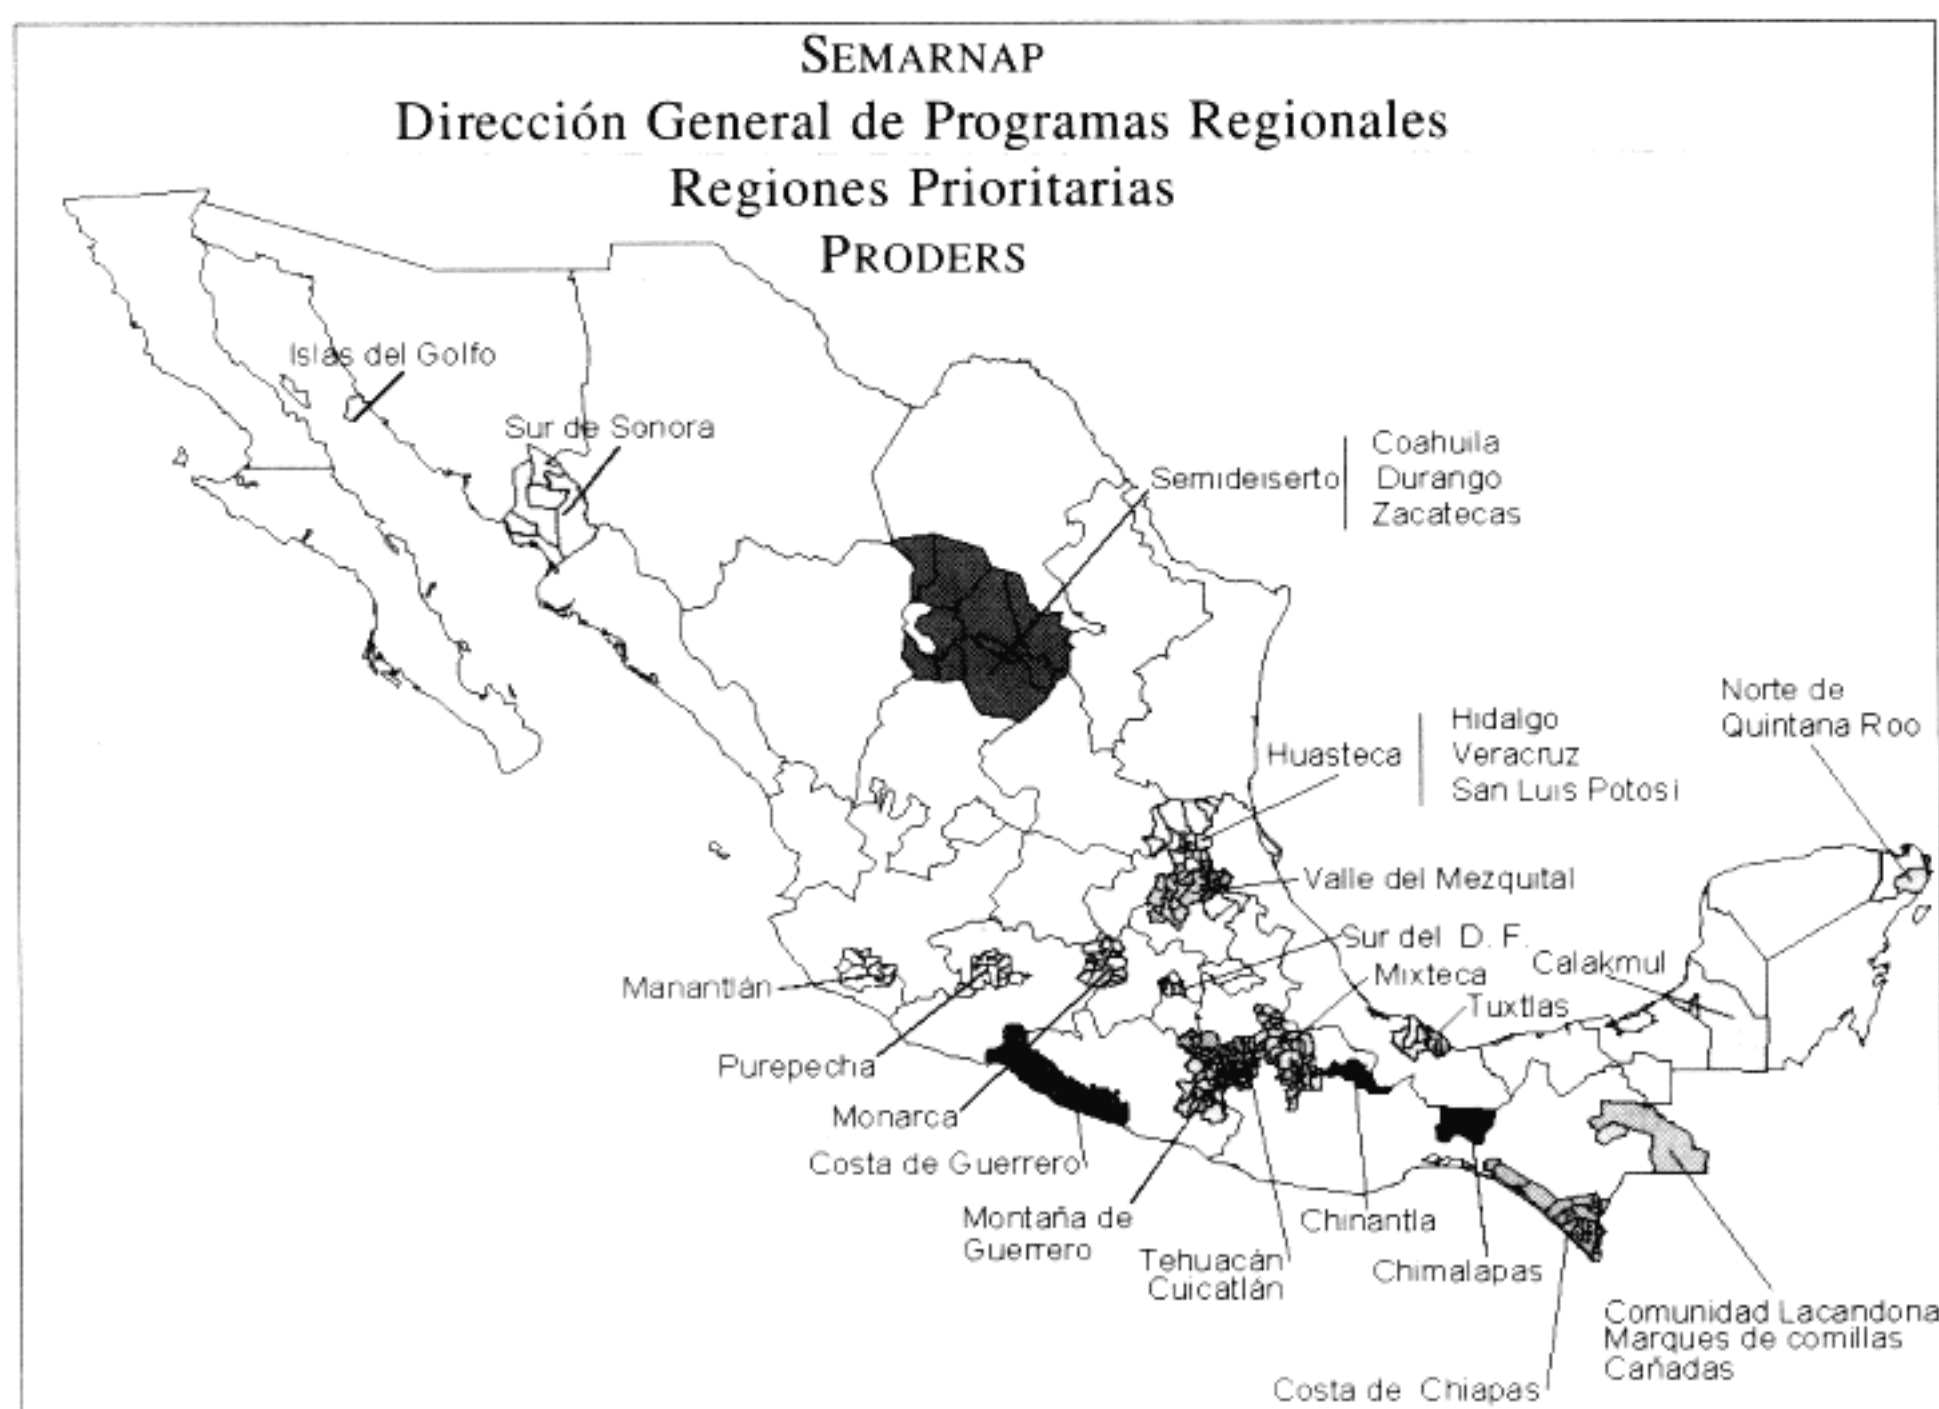 SEMARNAP
Dirección General de Programas Regionales
Regiones Prioritarias
PRODERS
Islas del Golfo
Sur de Sonora
Semideiserto
Coahuila
Durango
Zacatecas
Norte de
Quintana Roo
Huasteca
Hidalgo
Veracruz
San Luis Potosi
Valle del Mezquital
Sur del D. F.
Mixteca
Calakmul
Tuxtlas
Manantlán
Purepecha
Monarca
Costa de Guerrero
Montaña de
Guerrero
Tehuacán
Cuicatlán
Chinantla
Chimalapas
Comunidad Lacandona
Marques de comillas
Cañadas
Costa de Chiapas